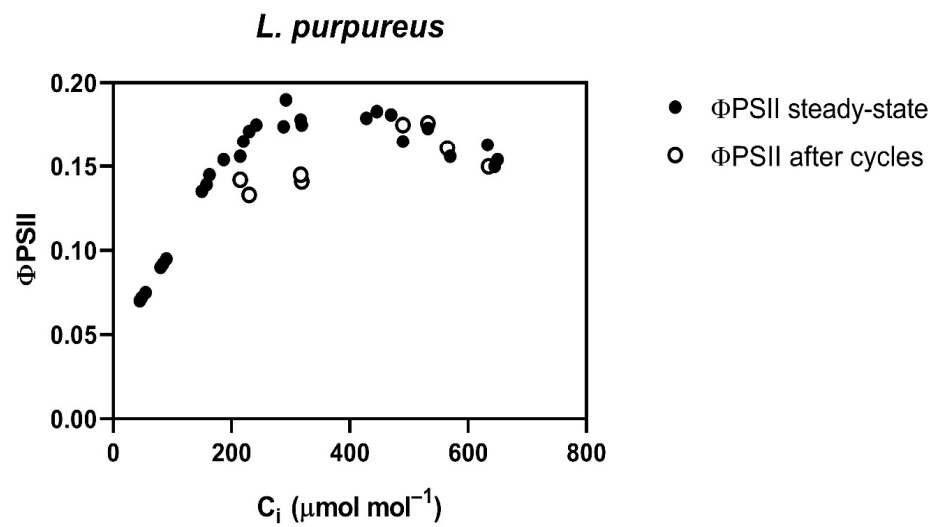 L. purpureus
ΦPSII steady-state
ΦPSII after cycles
ΦPSII
0.20
0.15
0.10
0.05
0.00
0 200 400 600 800
Ci (μmol mol⁻¹)